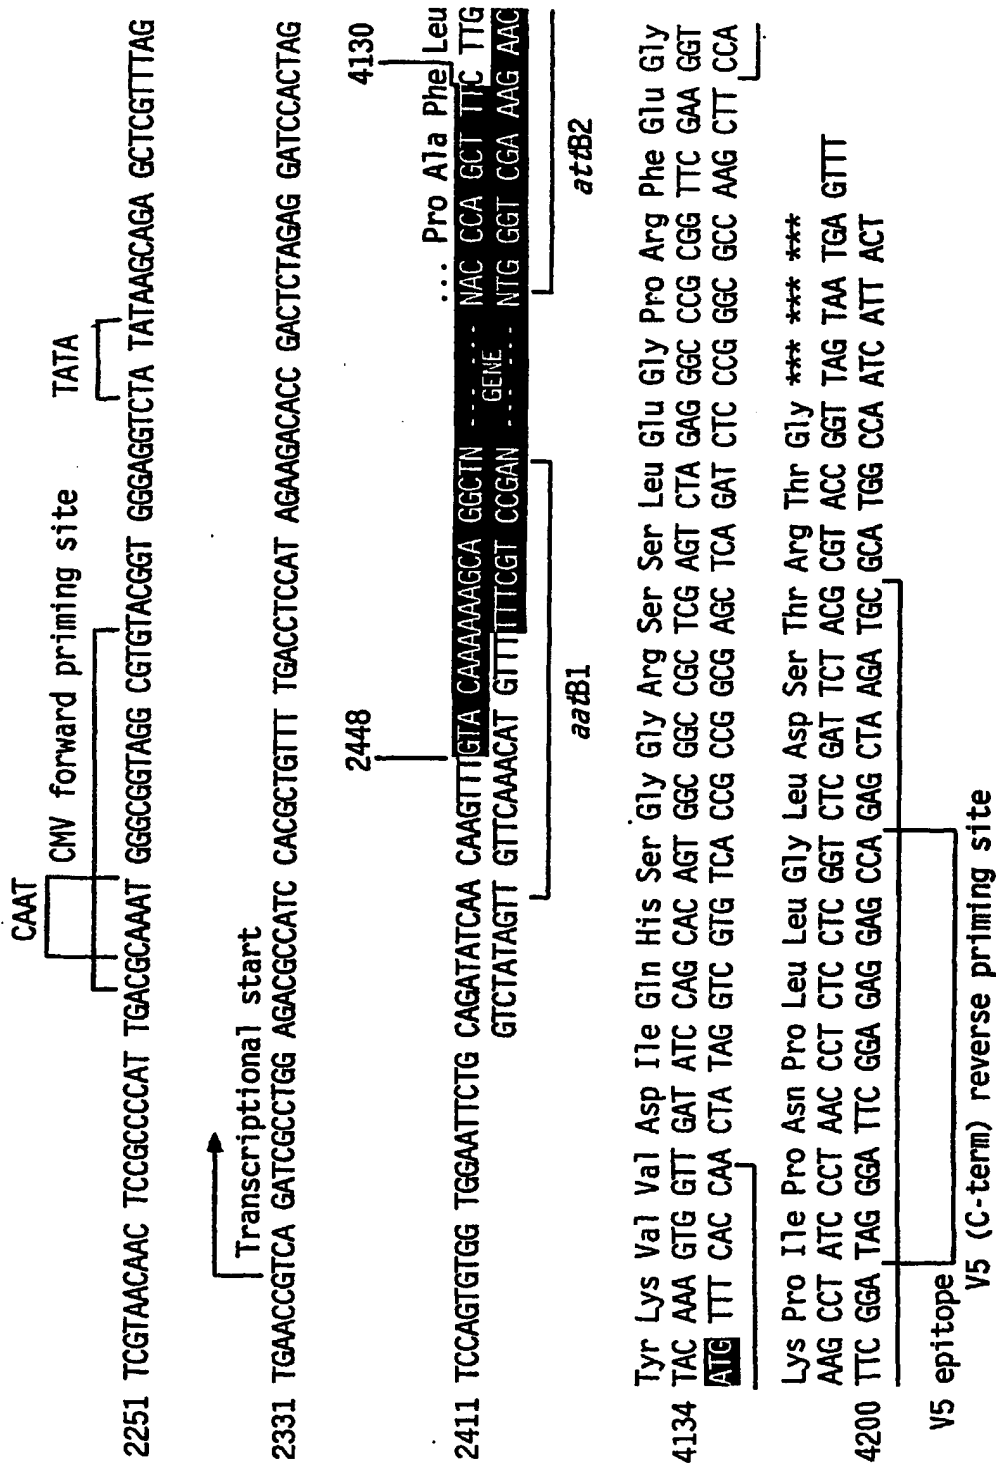 CAAT
CMV forward priming site
TATA
2251 TCGTAACAAC TCCGCCCCAT TGACGCAAAT GGGCGGTAGG CGTGTACGGT GGGAGGTCTA TATAAGCAGA GCTCGTTTAG
Transcriptional start
2331 TGAACCGTCA GATCGCCTGG AGACGCCATC CACGCTGTTT TGACCTCCAT AGAAGACACC GACTCTAGAG GATCCACTAG
2448
4130
... Pro Ala Phe Leu
2411 TCCAGTGTGG TGGAATTCTG CAGATATCAA CAAGTTTGTA CAAAAAAGCA GGCTN ... ... NAC CCA GCT TTC TTG
GENE
GTCTATAGTT GTTCAAACAT GTTTTTTCGT CCGAN ... ... NTG GGT CGA AAG AAC
aatB1
attB2
Tyr Lys Val Val Asp Ile Gln His Ser Gly Gly Arg Ser Ser Leu Glu Gly Pro Arg Phe Glu Gly
4134 TAC AAA GTG GTT GAT ATC CAG CAC AGT GGC GGC CGC TCG AGT CTA GAG GGC CCG CGG TTC GAA GGT
ATG TTT CAC CAA CTA TAG GTC GTG TCA CCG CCG GCG AGC TCA GAT CTC CCG GGC GCC AAG CTT CCA
Lys Pro Ile Pro Asn Pro Leu Leu Gly Leu Asp Ser Thr Arg Thr Gly *** *** ***
4200 AAG CCT ATC CCT AAC CCT CTC CTC GGT CTC GAT TCT ACG CGT ACC GGT TAG TAA TGA GTTT
TTC GGA TAG GGA TTC GGA GAG GAG CCA GAG CTA AGA TGC GCA TGG CCA ATC ATT ACT
V5 epitope
V5 (C-term) reverse priming site